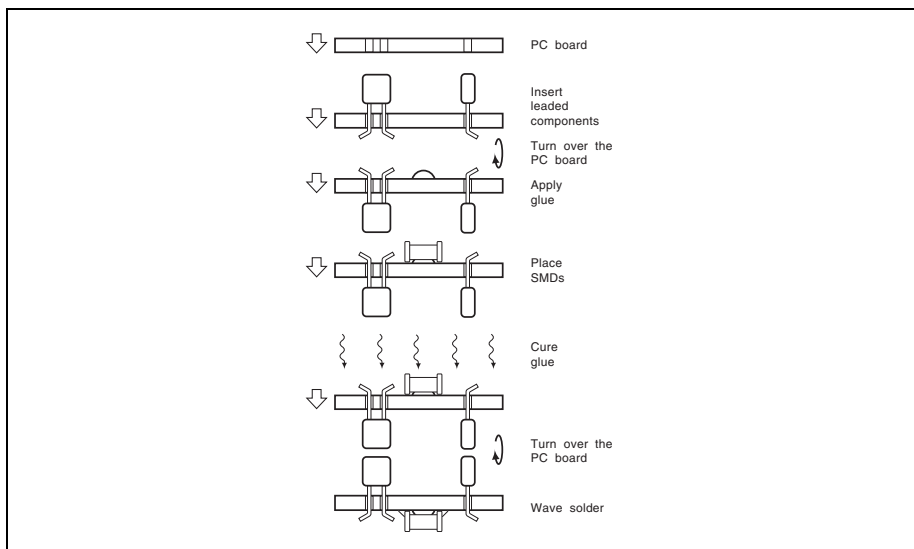 PC board
Insert
leaded
components
Turn over the
PC board
Apply
glue
Place
SMDs
Cure
glue
Turn over the
PC board
Wave solder